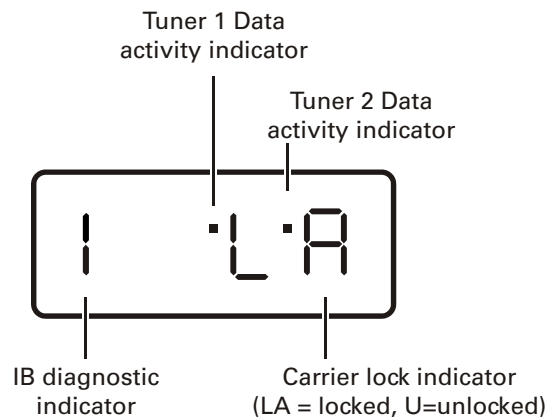 Tuner 1 Data
activity indicator
Tuner 2 Data
activity indicator
I LA
IB diagnostic
indicator
Carrier lock indicator
(LA = locked, U=unlocked)